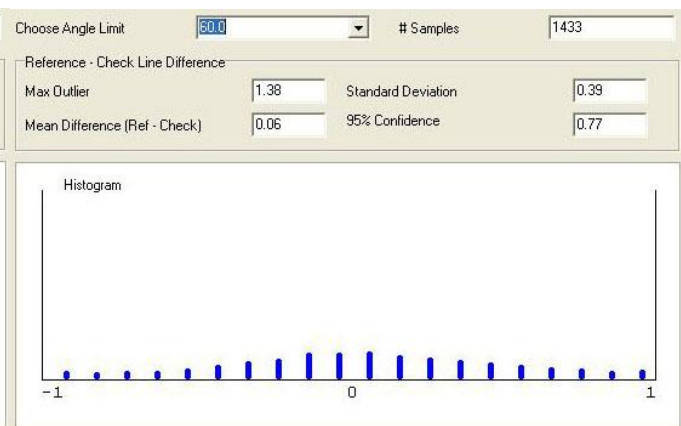 Choose Angle Limit 60.0 # Samples 1433
Reference - Check Line Difference
Max Outlier 1.38 Standard Deviation 0.39
Mean Difference (Ref - Check) 0.06 95% Confidence 0.77
Histogram
-1 0 1